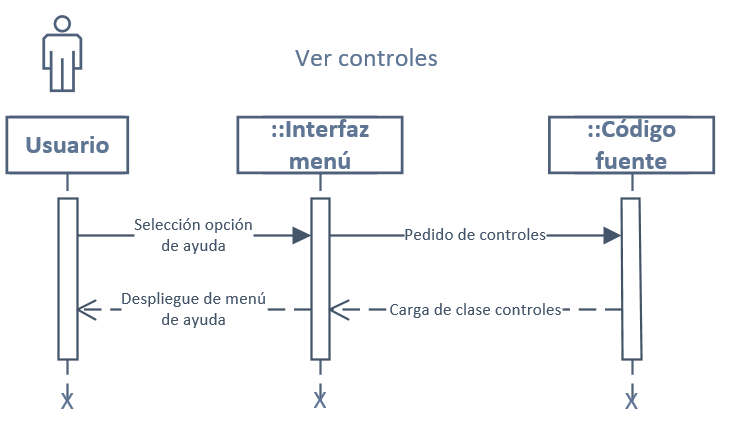 Ver controles
Usuario
::Interfaz
menú
::Código
fuente
Selección opción
de ayuda
Pedido de controles
Despliegue de menú
de ayuda
Carga de clase controles
X
X
X